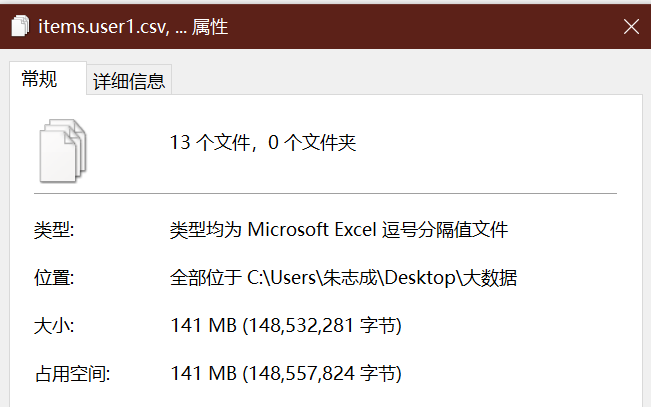 items.user1.csv, ... 属性
常规
详细信息
13 个文件，0 个文件夹
类型: 类型均为 Microsoft Excel 逗号分隔值文件
位置: 全部位于 C:\Users\朱志成\Desktop\大数据
大小: 141 MB (148,532,281 字节)
占用空间: 141 MB (148,557,824 字节)